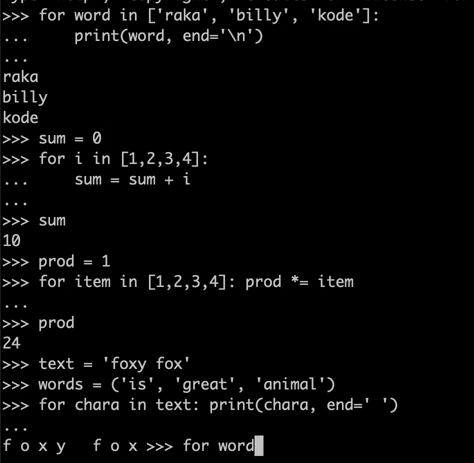 >>> for word in ['raka', 'billy', 'kode']:
...     print(word, end='\n')
...
raka
billy
kode
>>> sum = 0
>>> for i in [1,2,3,4]:
...     sum = sum + i
...
>>> sum
10
>>> prod = 1
>>> for item in [1,2,3,4]: prod *= item
...
>>> prod
24
>>> text = 'foxy fox'
>>> words = ('is', 'great', 'animal')
>>> for chara in text: print(chara, end=' ')
...
f o x y   f o x >>> for word